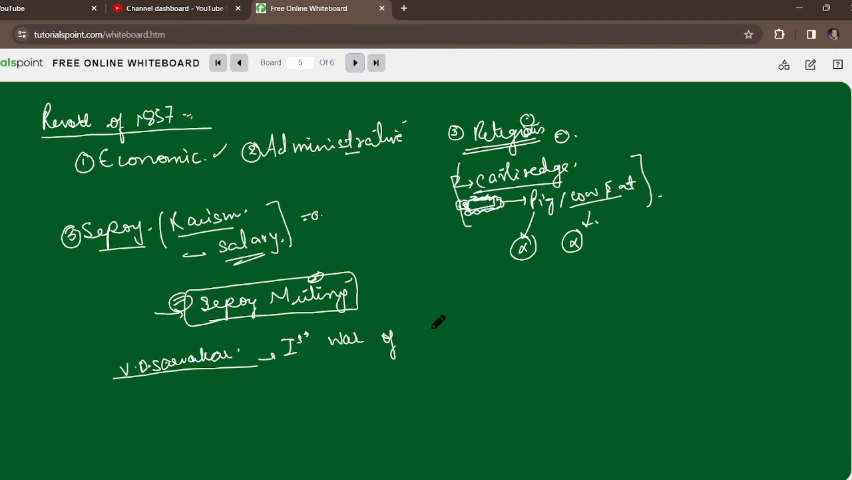 YouTube
Channel dashboard - YouTube S
Free Online Whiteboard
tutorialspoint.com/whiteboard.htm
alspoint FREE ONLINE WHITEBOARD Board 5 Of 6
Revolt of 1857
① Economic. ② Administrative
③ Sepoy. (Racism.
salary.
Sepoy Mutiny
V.D.Savarkar. → Iˢᵗ War of
③ Religious
→ Cartiredge.
→ Pig / cow Fat